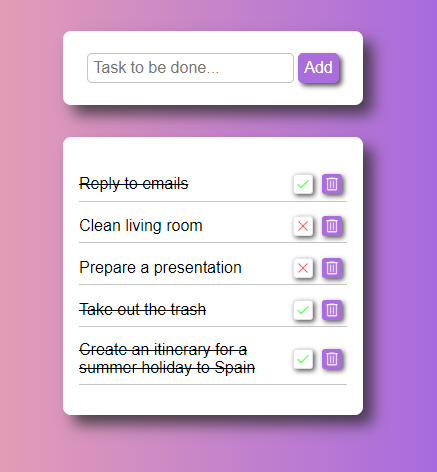 Task to be done...
Add
Reply to emails
Clean living room
Prepare a presentation
Take out the trash
Create an itinerary for a
summer holiday to Spain